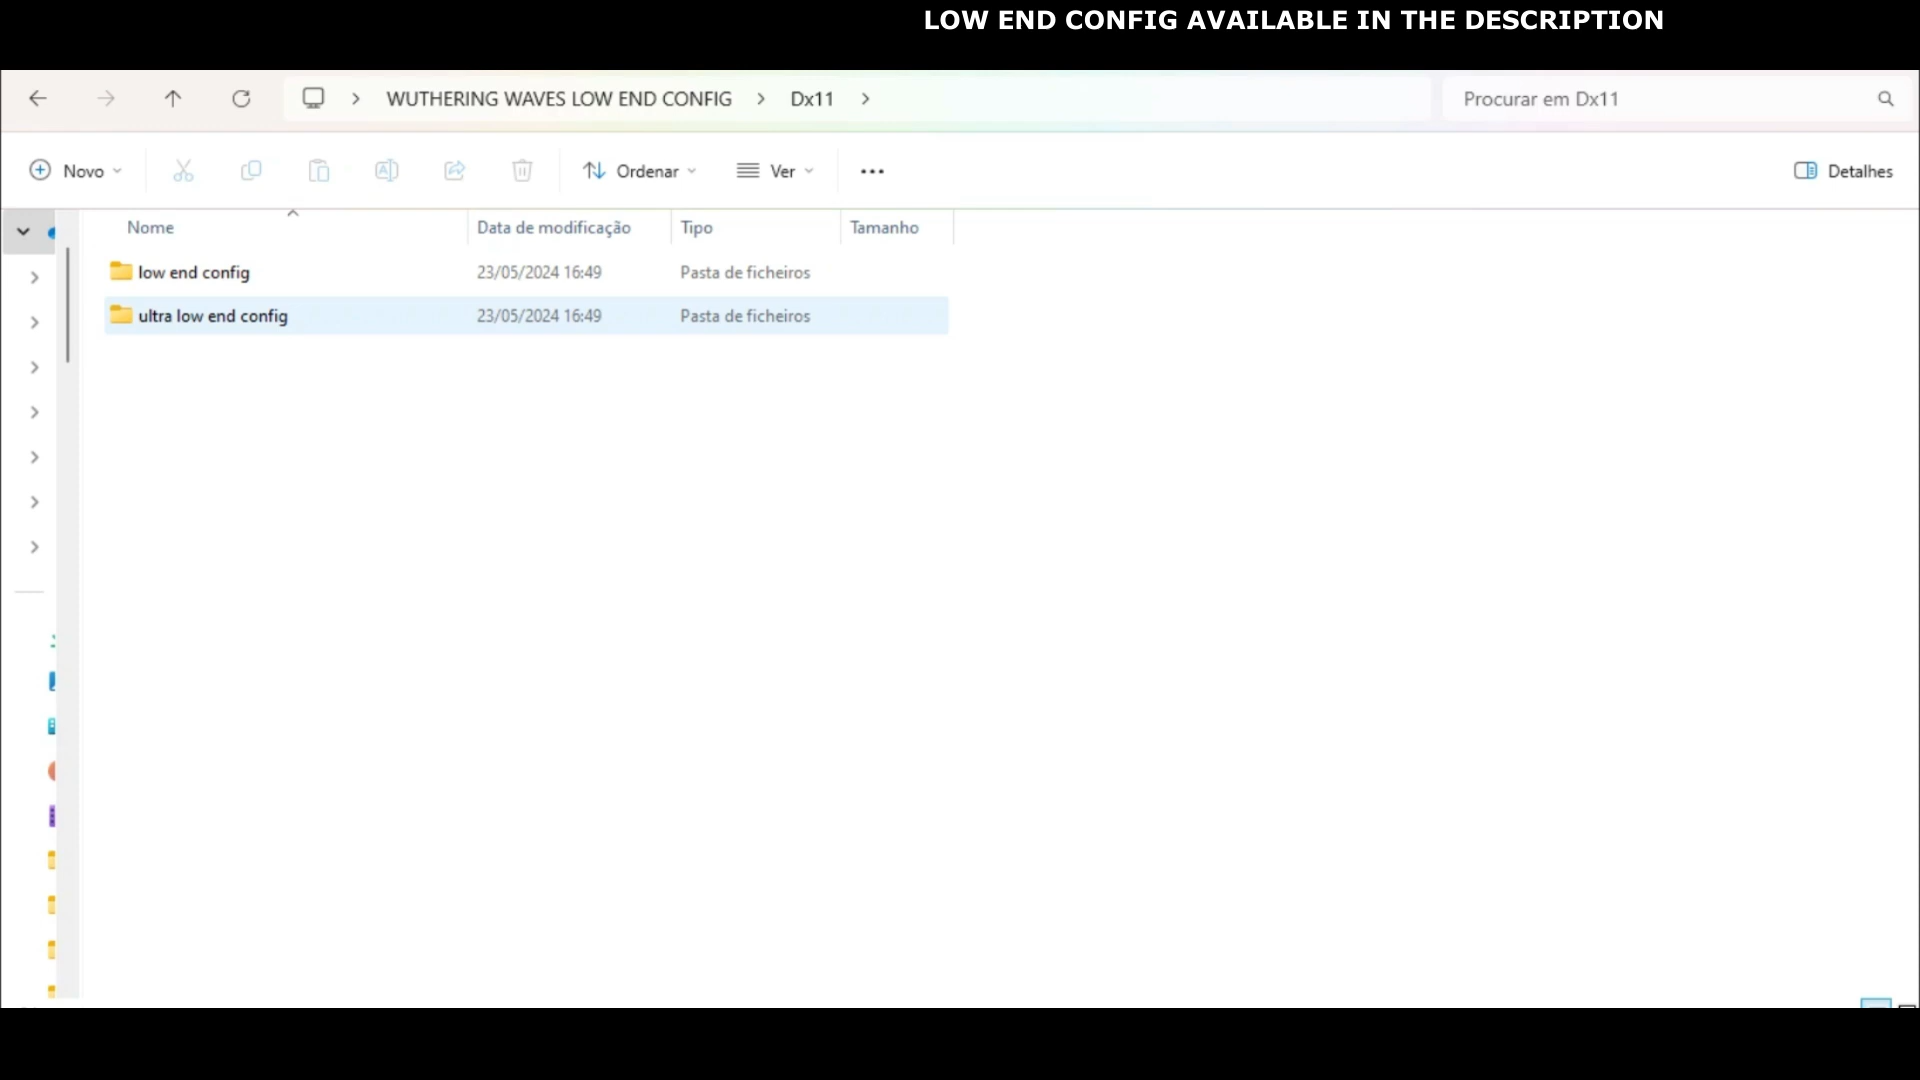 LOW END CONFIG AVAILABLE IN THE DESCRIPTION
WUTHERING WAVES LOW END CONFIG > Dx11 > Procurar em Dx11
Novo Ordenar Ver ... Detalhes
Nome Data de modificação Tipo Tamanho
low end config 23/05/2024 16:49 Pasta de ficheiros
ultra low end config 23/05/2024 16:49 Pasta de ficheiros